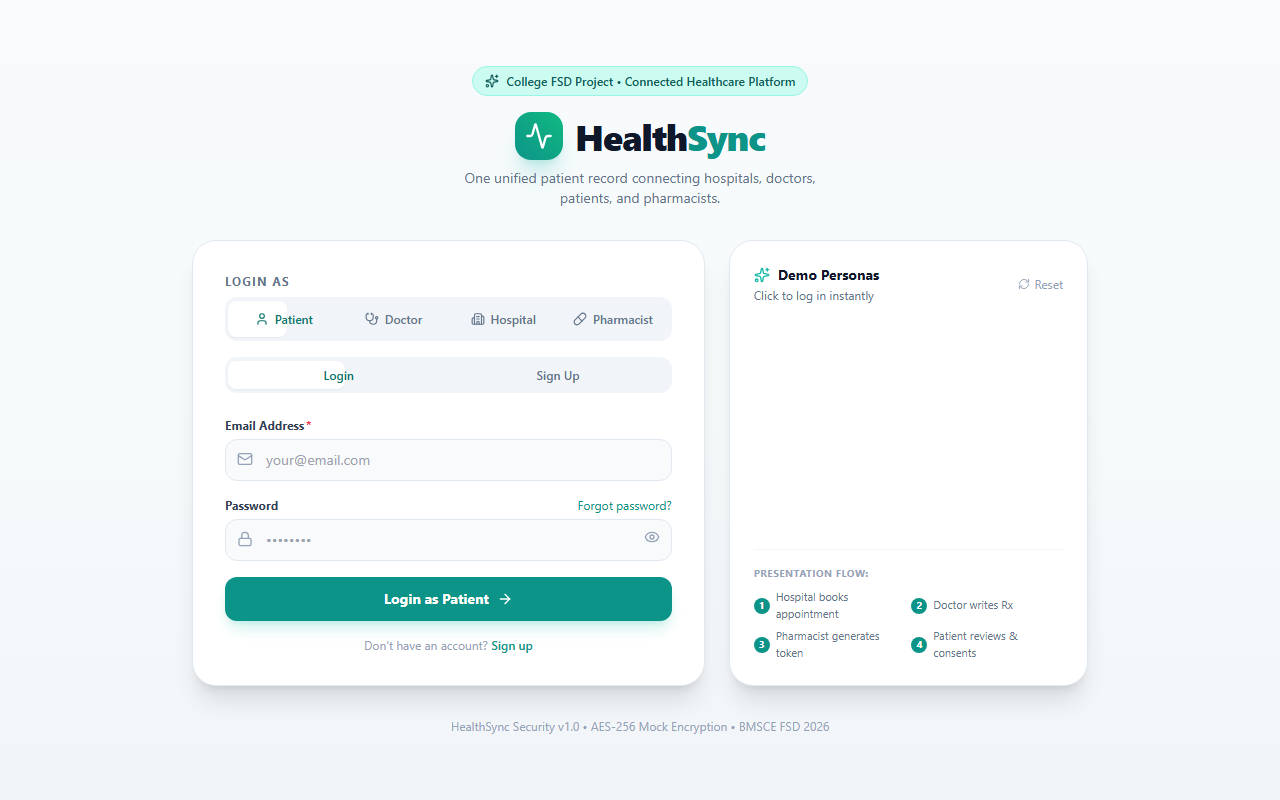 College FSD Project • Connected Healthcare Platform
HealthSync
One unified patient record connecting hospitals, doctors,
patients, and pharmacists.
LOGIN AS
Patient
Doctor
Hospital
Pharmacist
Login
Sign Up
Email Address*
your@email.com
Password
Forgot password?
••••••••
Login as Patient →
Don't have an account? Sign up
Demo Personas
Click to log in instantly
Reset
PRESENTATION FLOW:
1 Hospital books
appointment
2 Doctor writes Rx
3 Pharmacist generates
token
4 Patient reviews &
consents
HealthSync Security v1.0 • AES-256 Mock Encryption • BMSCE FSD 2026